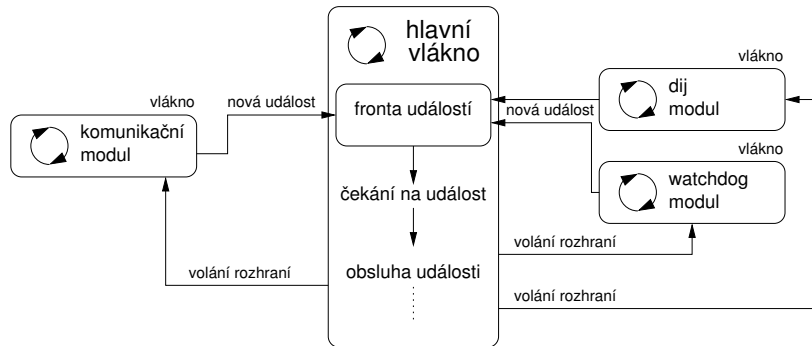 hlavní
vlákno
vlákno
dij
modul
vlákno
nová událost
fronta událostí
nová událost
komunikační
modul
vlákno
watchdog
modul
čekání na událost
volání rozhraní
volání rozhraní
obsluha události
volání rozhraní